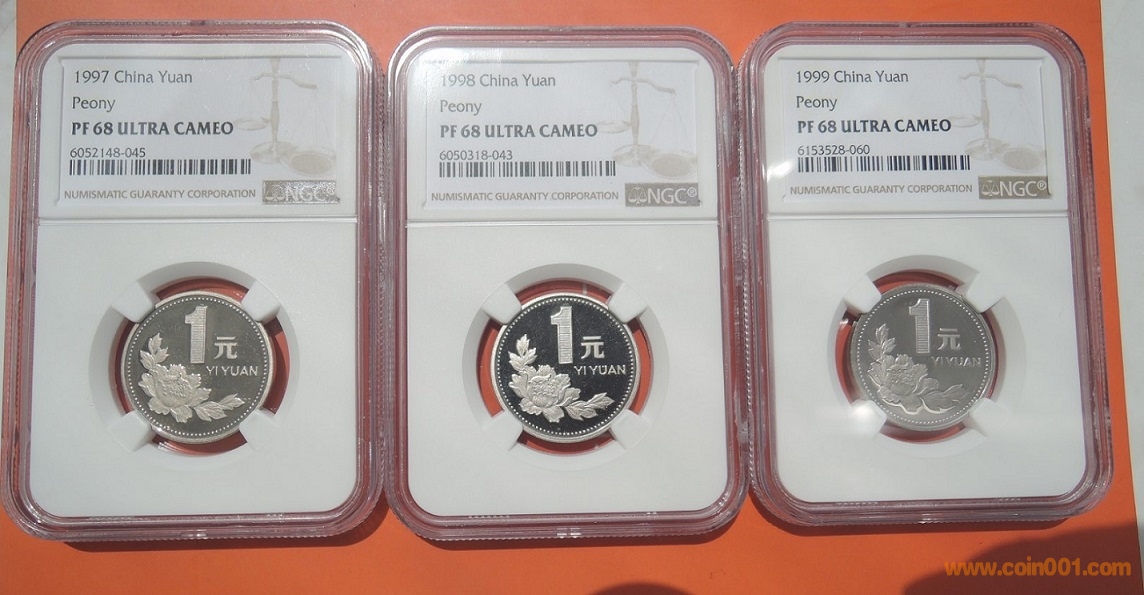 1997 China Yuan
Peony
PF 68 ULTRA CAMEO
6052148-045
NUMISMATIC GUARANTY CORPORATION NGC®
1
元
YI YUAN
1998 China Yuan
Peony
PF 68 ULTRA CAMEO
6050318-043
NUMISMATIC GUARANTY CORPORATION NGC®
1
元
YI YUAN
1999 China Yuan
Peony
PF 68 ULTRA CAMEO
6153528-060
NUMISMATIC GUARANTY CORPORATION NGC®
1
元
YI YUAN
www.coin001.com